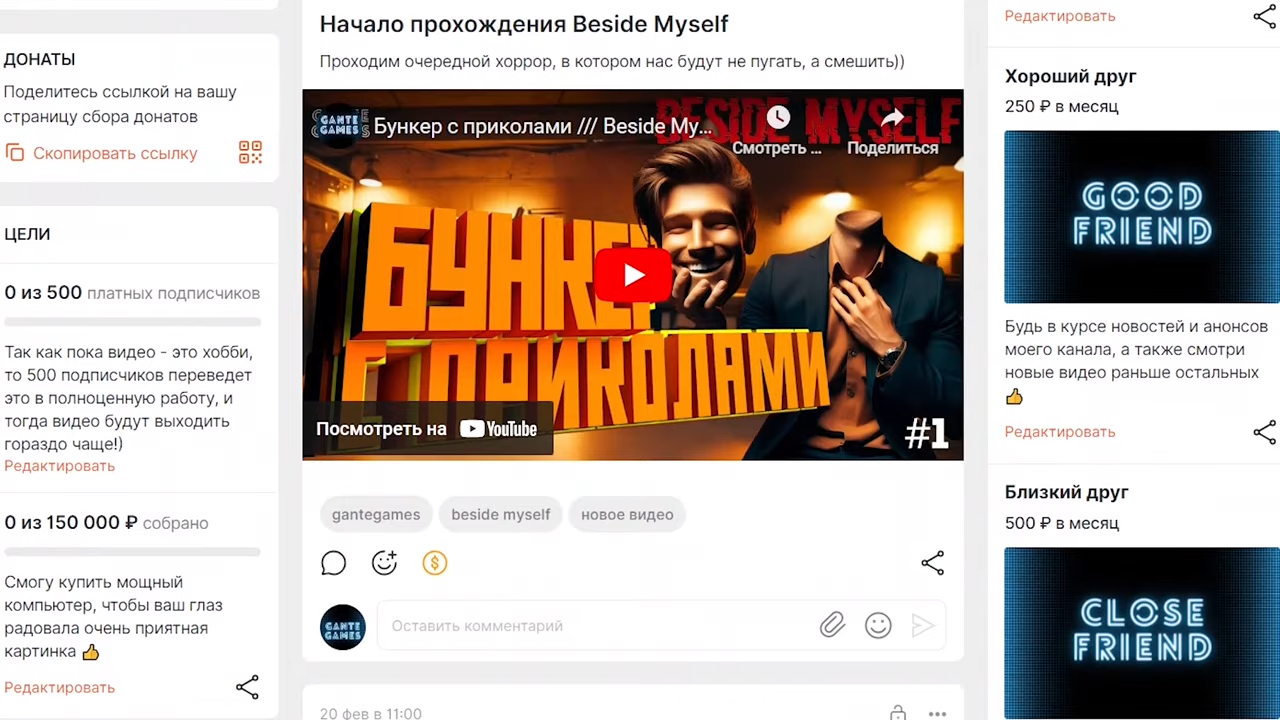 ДОНАТЫ
Поделитесь ссылкой на вашу
страницу сбора донатов
Скопировать ссылку
ЦЕЛИ
0 из 500 платных подписчиков
Так как пока видео - это хобби,
то 500 подписчиков переведет
это в полноценную работу, и
тогда видео будут выходить
гораздо чаще!)
Редактировать
0 из 150 000 ₽ собрано
Смогу купить мощный
компьютер, чтобы ваш глаз
радовала очень приятная
картинка 👍
Редактировать
Начало прохождения Beside Myself
Проходим очередной хоррор, в котором нас будут не пугать, а смешить))
GANTE
GAMES
Бункер с приколами /// Beside My...
BESIDE MYSELF
Смотреть ...
Поделиться
БУНКЕР
С ПРИКОЛАМИ
Посмотреть на YouTube
#1
gantegames
beside myself
новое видео
GANTE
GAMES
Оставить комментарий
20 фев в 11:00
Редактировать
Хороший друг
250 ₽ в месяц
GOOD
FRIEND
Будь в курсе новостей и анонсов
моего канала, а также смотри
новые видео раньше остальных
👍
Редактировать
Близкий друг
500 ₽ в месяц
CLOSE
FRIEND